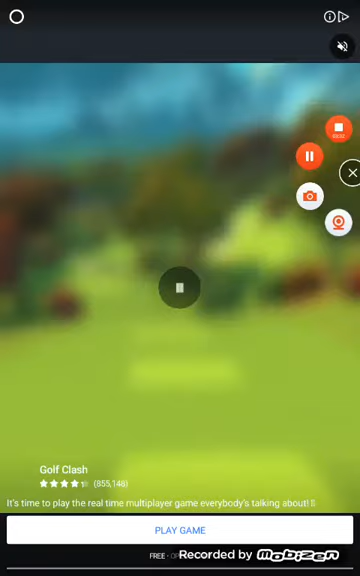 Golf Clash
(855,146)
It's time to play the real time multiplayer game everybody's talking about!
PLAY GAME
FREE
Recorded by mobizen